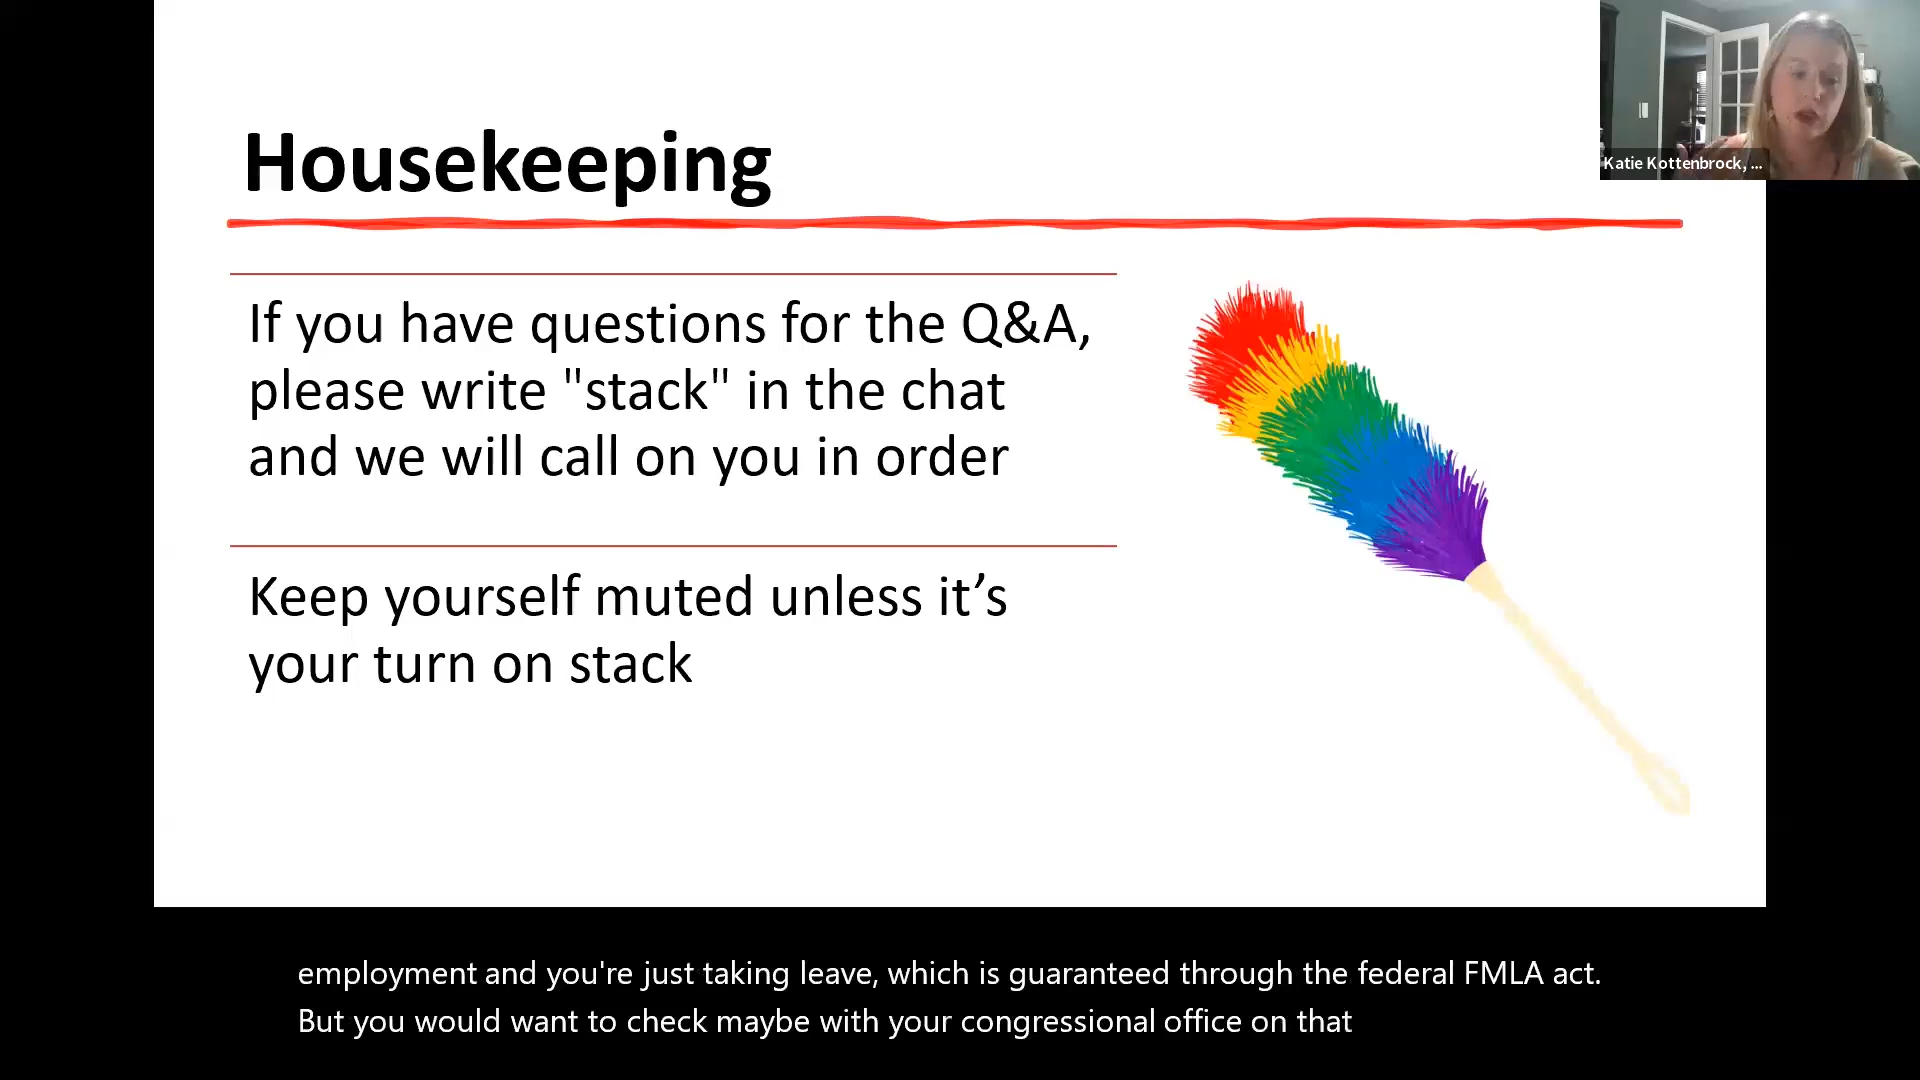 Housekeeping
Katie Kottenbrock, ...
If you have questions for the Q&A,
please write "stack" in the chat
and we will call on you in order
Keep yourself muted unless it’s
your turn on stack
employment and you're just taking leave, which is guaranteed through the federal FMLA act.
But you would want to check maybe with your congressional office on that